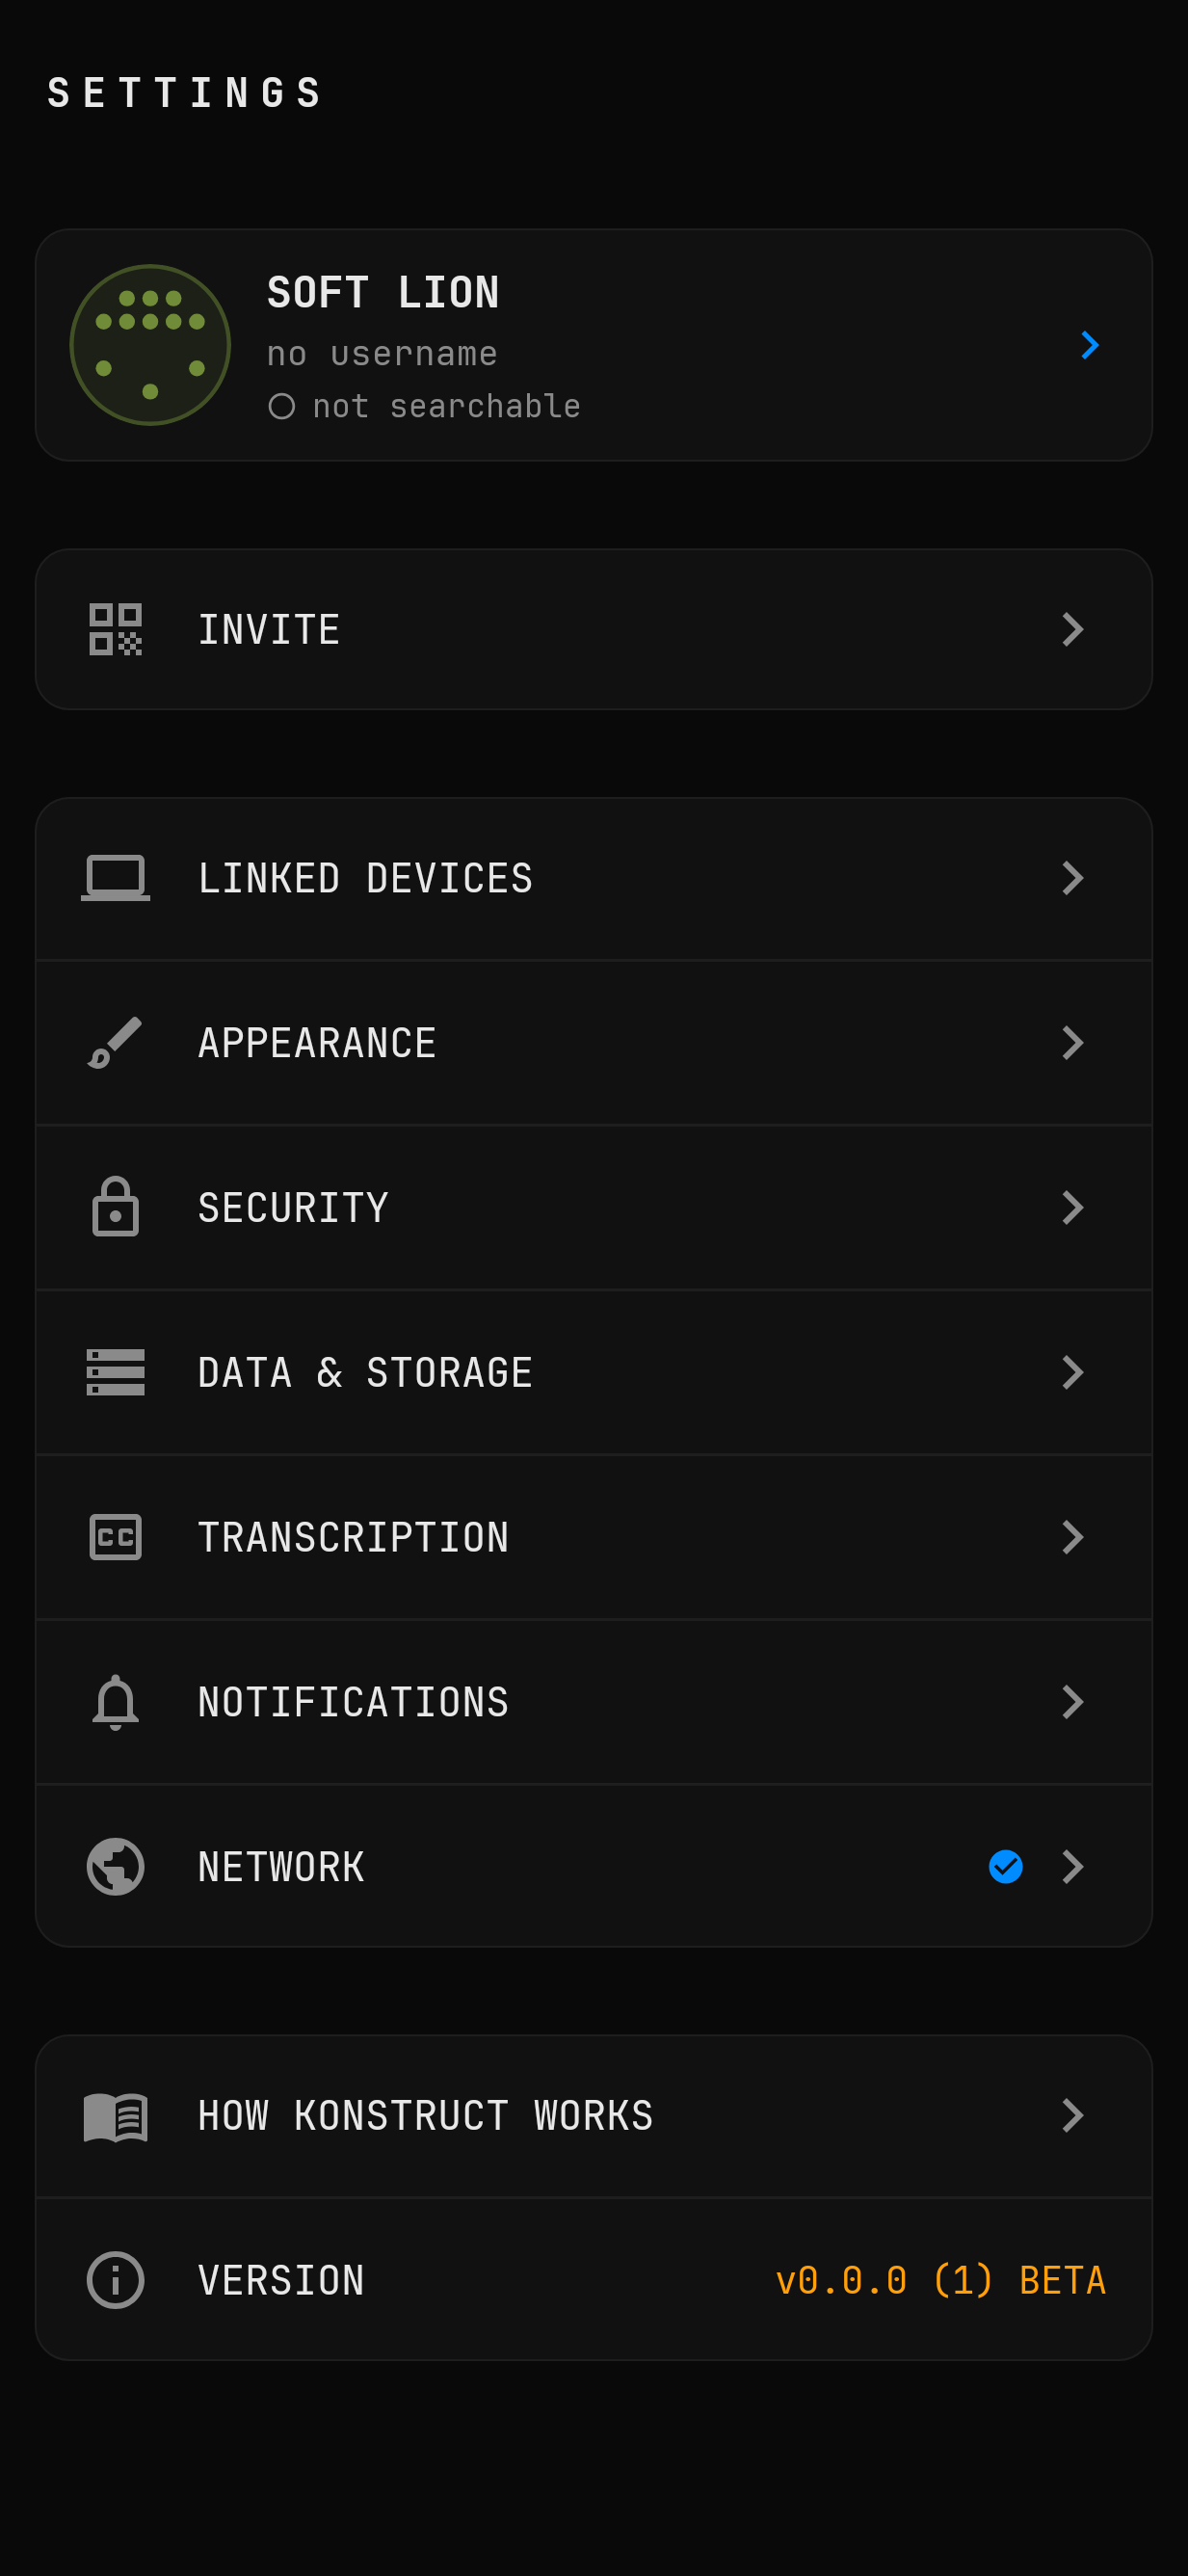 SETTINGS
SOFT LION
no username
not searchable
INVITE
LINKED DEVICES
APPEARANCE
SECURITY
DATA & STORAGE
TRANSCRIPTION
NOTIFICATIONS
NETWORK
HOW KONSTRUCT WORKS
VERSION v0.0.0 (1) BETA